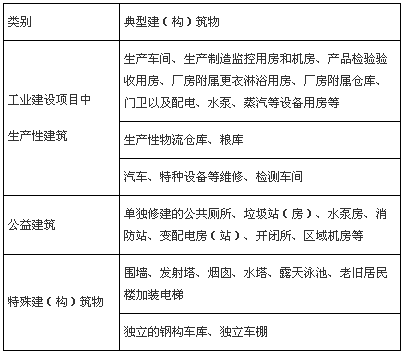 类别
典型建（构）筑物
工业建设项目中
生产性建筑
生产车间、生产制造监控用房和机房、产品检验验
收用房、厂房附属更衣淋浴用房、厂房附属仓库、
门卫以及配电、水泵、蒸汽等设备用房等
生产性物流仓库、粮库
汽车、特种设备等维修、检测车间
公益建筑
单独修建的公共厕所、垃圾站（房）、水泵房、消
防站、变配电房（站）、开闭所、区域机房等
特殊建（构）筑物
围墙、发射塔、烟囱、水塔、露天泳池、老旧居民
楼加装电梯
独立的钢构车库、独立车棚